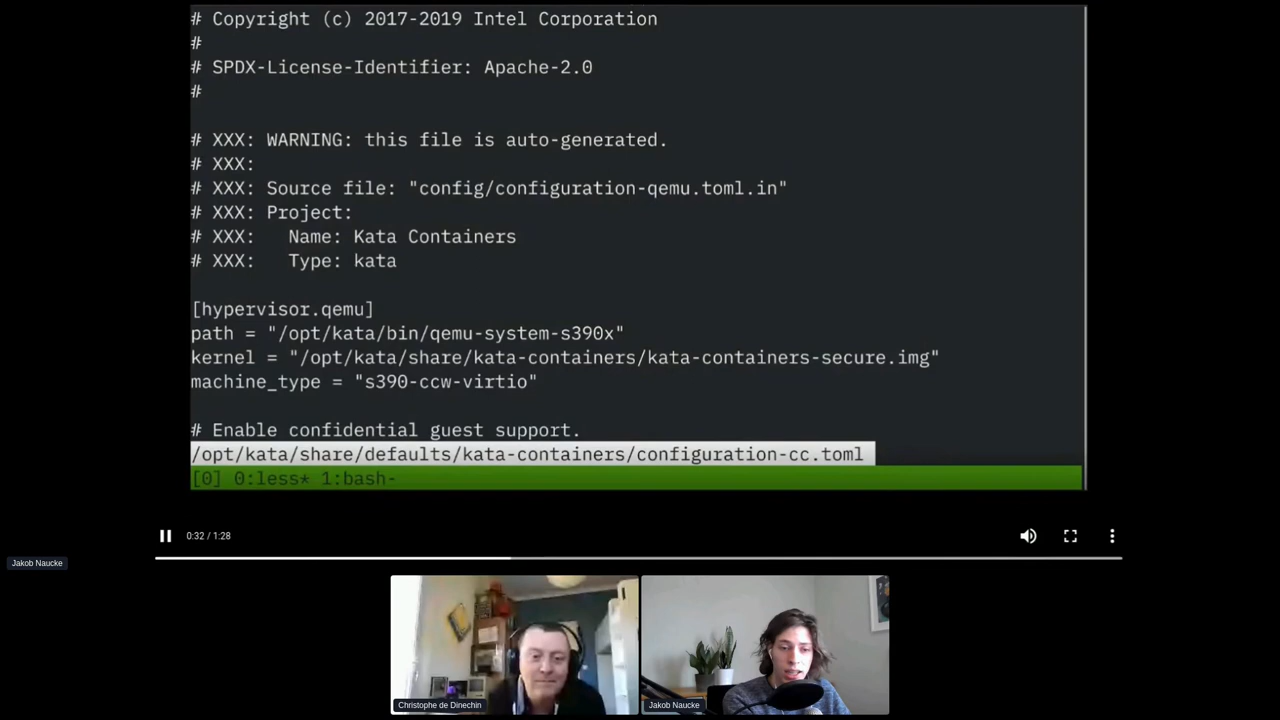 # Copyright (c) 2017-2019 Intel Corporation
#
# SPDX-License-Identifier: Apache-2.0
#
# XXX: WARNING: this file is auto-generated.
# XXX:
# XXX: Source file: "config/configuration-qemu.toml.in"
# XXX: Project:
# XXX:   Name: Kata Containers
# XXX:   Type: kata
[hypervisor.qemu]
path = "/opt/kata/bin/qemu-system-s390x"
kernel = "/opt/kata/share/kata-containers/kata-containers-secure.img"
machine_type = "s390-ccw-virtio"
# Enable confidential guest support.
/opt/kata/share/defaults/kata-containers/configuration-cc.toml
[0] 0:less* 1:bash-
0:32 / 1:28
Jakob Naucke
Christophe de Dinechin
Jakob Naucke